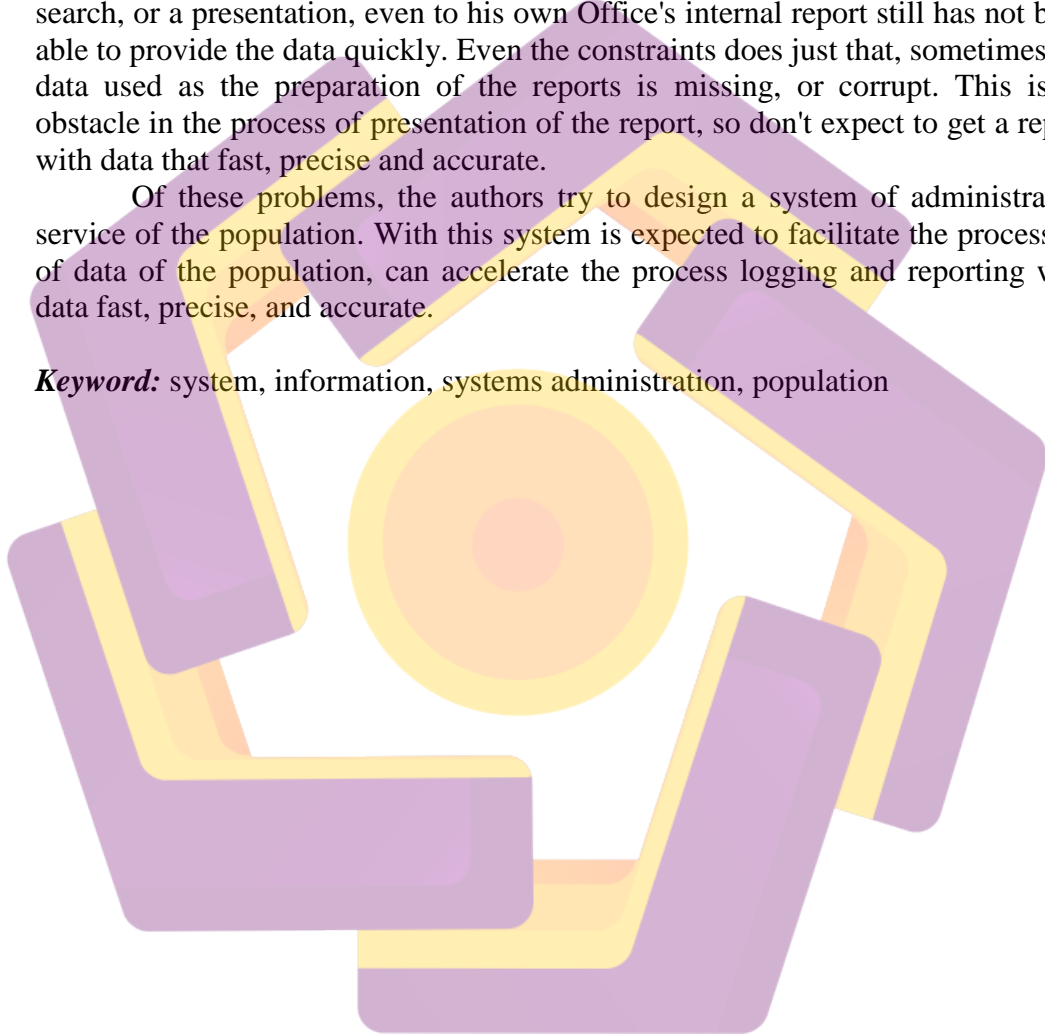 search, or a presentation, even to his own Office's internal report still has not b
able to provide the data quickly. Even the constraints does just that, sometimes
data used as the preparation of the reports is missing, or corrupt. This is
obstacle in the process of presentation of the report, so don't expect to get a rep
with data that fast, precise and accurate.
Of these problems, the authors try to design a system of administra
service of the population. With this system is expected to facilitate the process
of data of the population, can accelerate the process logging and reporting w
data fast, precise, and accurate.
Keyword: system, information, systems administration, population